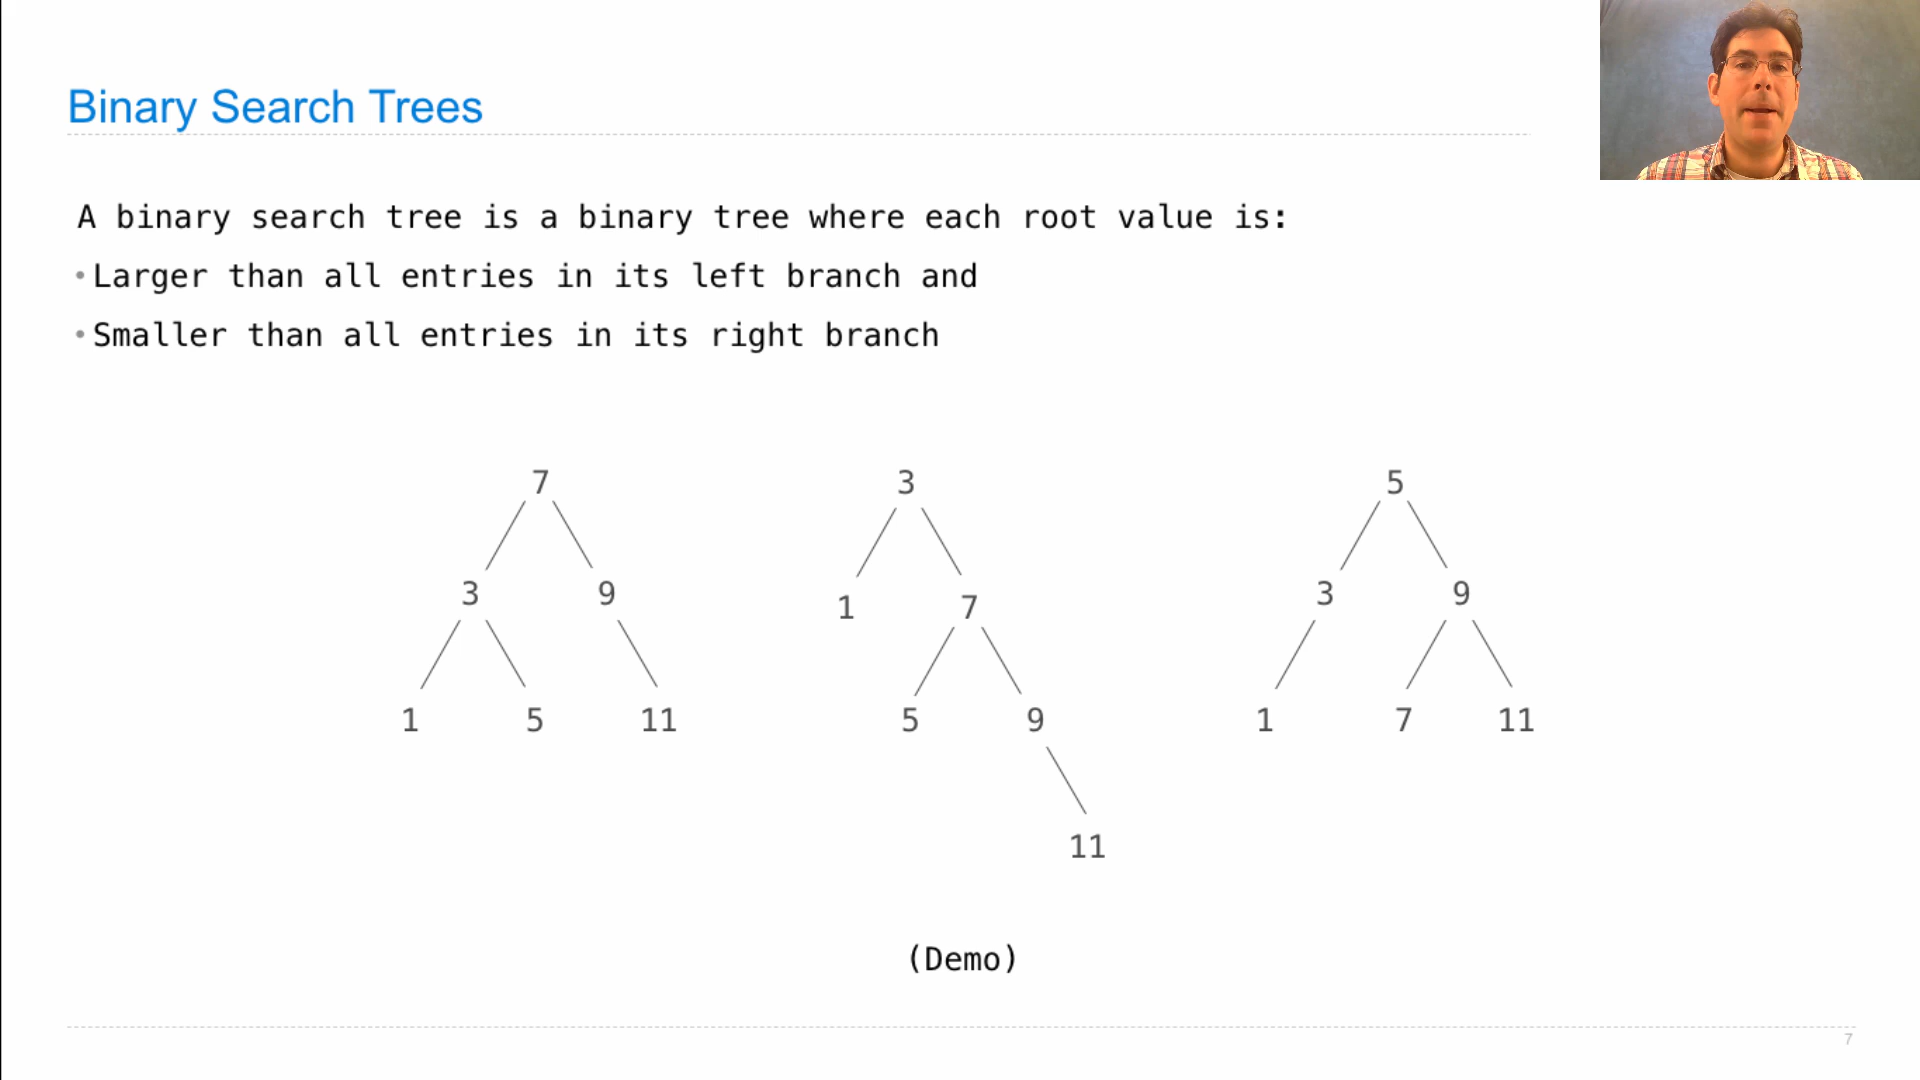 Binary Search Trees
A binary search tree is a binary tree where each root value is:
•Larger than all entries in its left branch and
•Smaller than all entries in its right branch
7 3 5
3 9 3 9
1 7
1 5 11 5 9 1 7 11
11
(Demo)
7